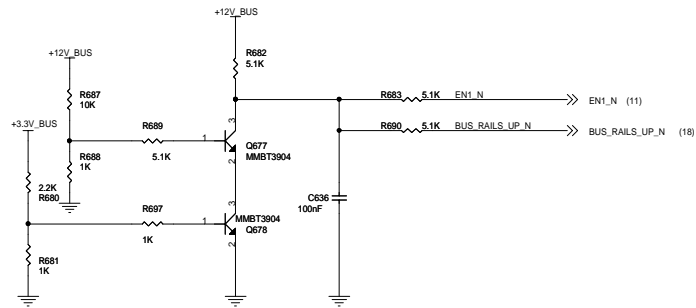 +12V_BUS
R682
5.1K
+12V_BUS
R687
10K
R683
5.1K
EN1_N
EN1_N (11)
+3.3V_BUS
R689
5.1K
1
3
2
Q677
MMBT3904
R690
5.1K
BUS_RAILS_UP_N
BUS_RAILS_UP_N (18)
R688
1K
2.2K
R680
C636
100nF
R697
1K
1
3
2
MMBT3904
Q678
R681
1K